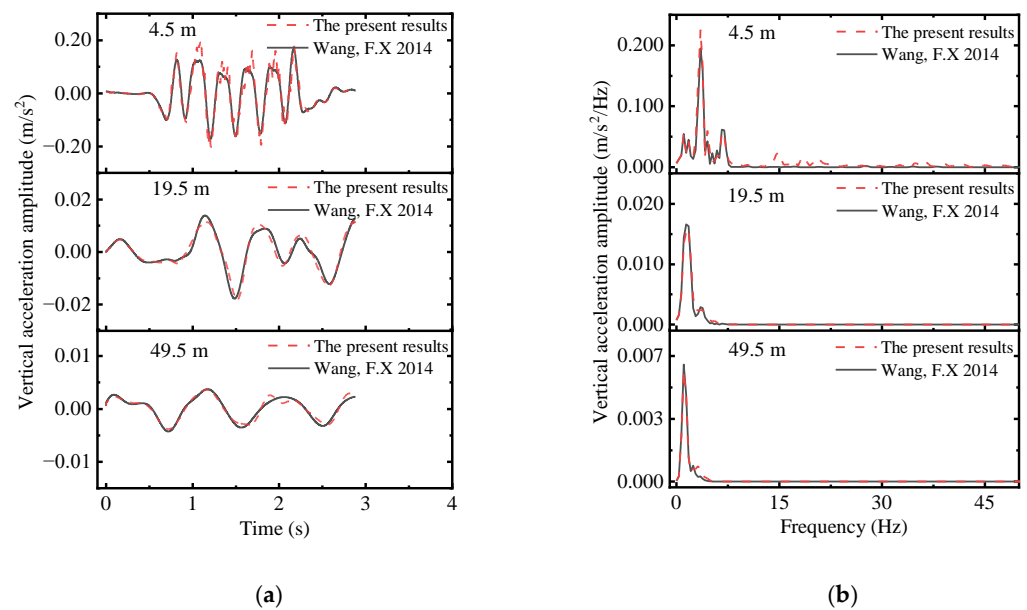 4.5 m
The present results
Wang, F.X 2014
0.20
0.00
−0.20
19.5 m
The present results
Wang, F.X 2014
0.02
0.00
−0.02
49.5 m
The present results
Wang, F.X 2014
0.01
0.00
−0.01
0 1 2 3 4
Time (s)
Vertical acceleration amplitude (m/s²)
(a)
4.5 m
The present results
Wang, F.X 2014
0.200
0.100
0.000
19.5 m
The present results
Wang, F.X 2014
0.020
0.010
0.000
49.5 m
The present results
Wang, F.X 2014
0.007
0.003
0.000
0 15 30 45
Frequency (Hz)
Vertical acceleration amplitude (m/s²/Hz)
(b)